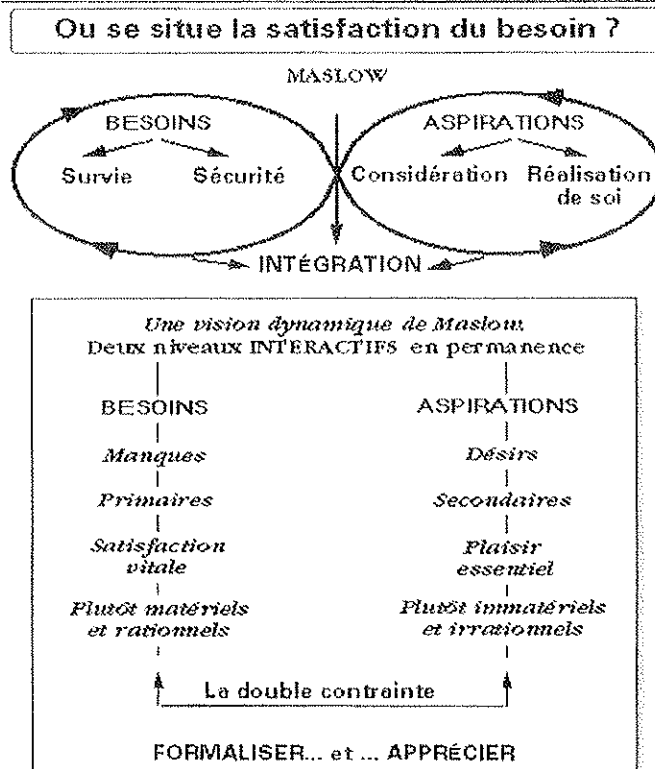 Ou se situe la satisfaction du besoin ?
MASLOW
BESOINS ASPIRATIONS
Survie Sécurité Considération Réalisation
de soi
INTÉGRATION
Une vision dynamique de Maslow.
Deux niveaux INTERACTIFS en permanence
BESOINS ASPIRATIONS
Manques Désirs
Primaires Secondaires
Satisfaction Plaisir
vitale essentiel
Plutôt matériels Plutôt immatériels
et rationnels et irrationnels
La double contrainte
FORMALISER... et ... APPRÉCIER